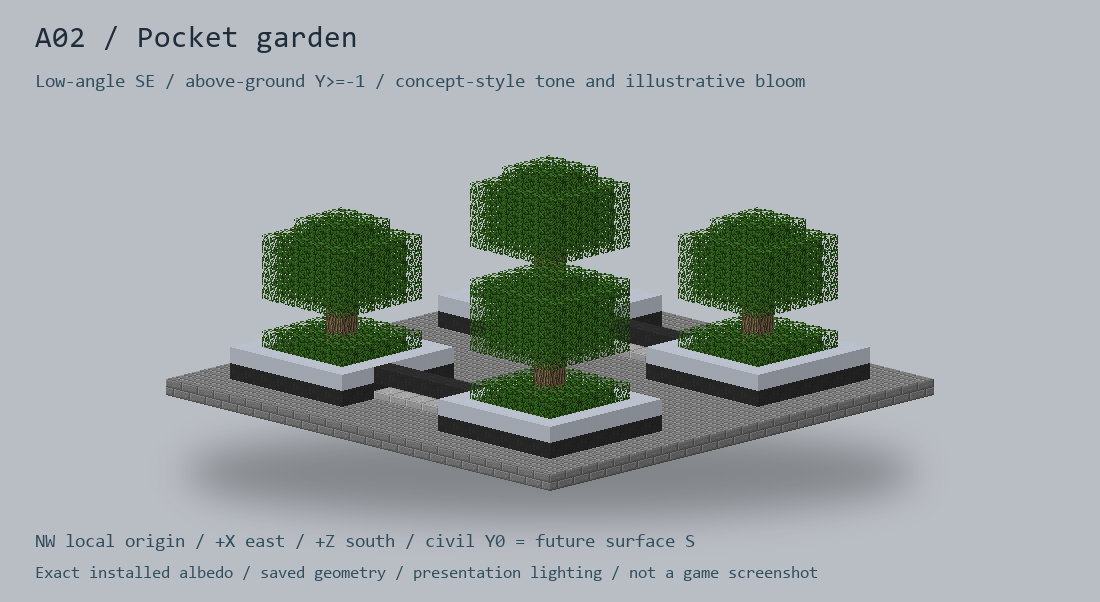 A02 / Pocket garden
Low-angle SE / above-ground Y>=-1 / concept-style tone and illustrative bloom
NW local origin / +X east / +Z south / civil Y0 = future surface S
Exact installed albedo / saved geometry / presentation lighting / not a game screenshot